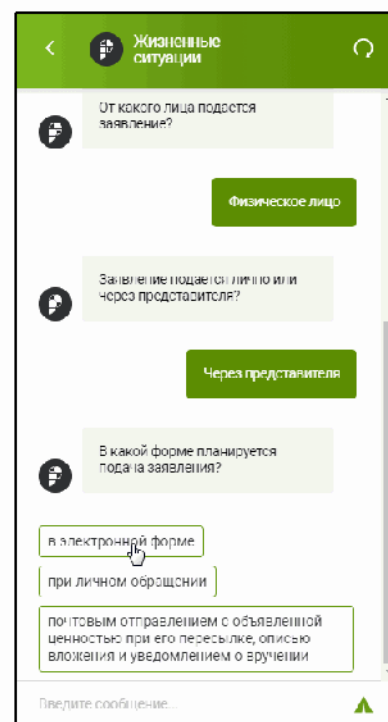 Жизненные
ситуации
От какого лица подается
заявление?
Физическое лицо
Заявление подается лично или
через представителя?
Через представителя
В какой форме планируется
подача заявления?
в электронной форме
при личном обращении
почтовым отправлением с объявленной
ценностью при его пересылке, описью
вложения и уведомлением о вручении
Введите сообщение...